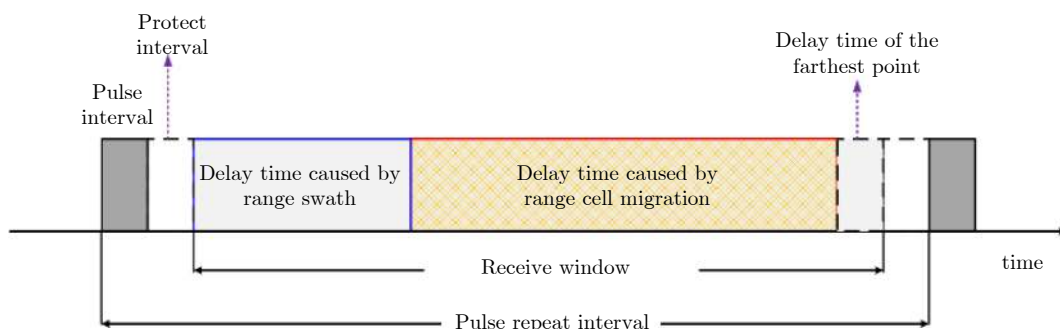 Protect
interval
Delay time of the
farthest point
Pulse
interval
Delay time caused by
range swath
Delay time caused by
range cell migration
Receive window
time
Pulse repeat interval